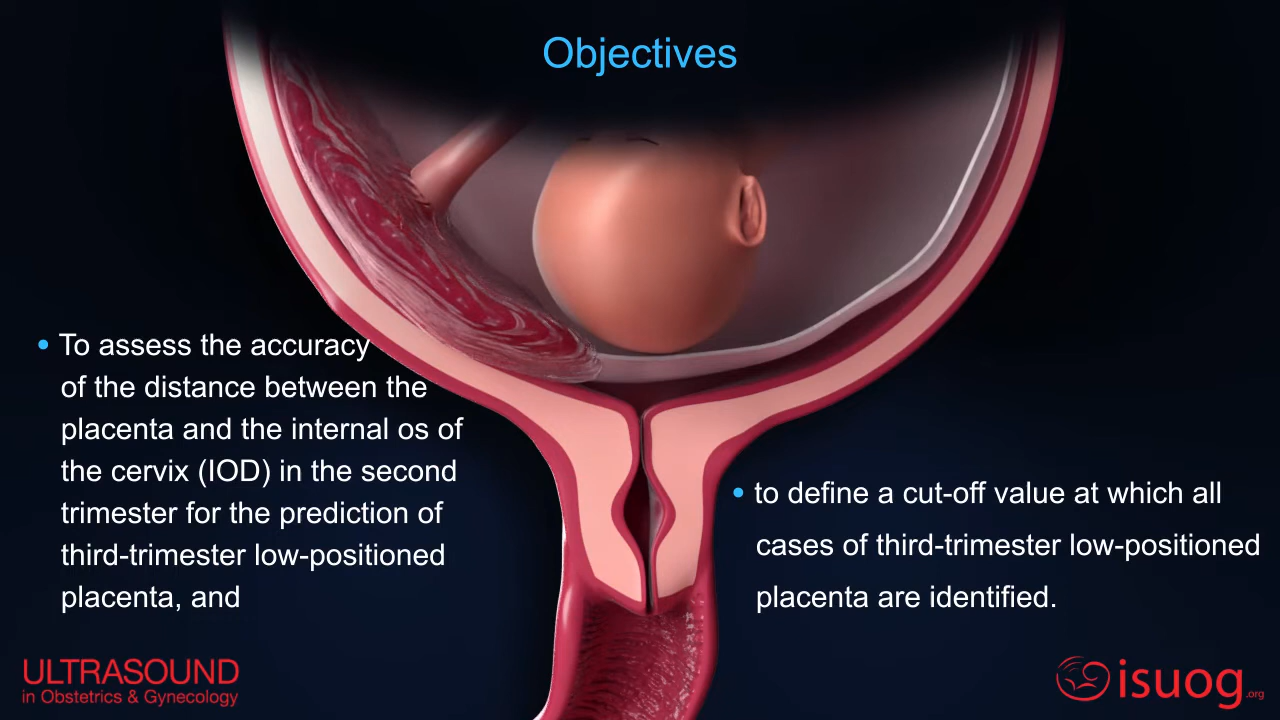 Objectives
• To assess the accuracy
of the distance between the
placenta and the internal os of
the cervix (IOD) in the second
trimester for the prediction of
third-trimester low-positioned
placenta, and
• to define a cut-off value at which all
cases of third-trimester low-positioned
placenta are identified.
ULTRASOUND
in Obstetrics & Gynecology
isuog.org